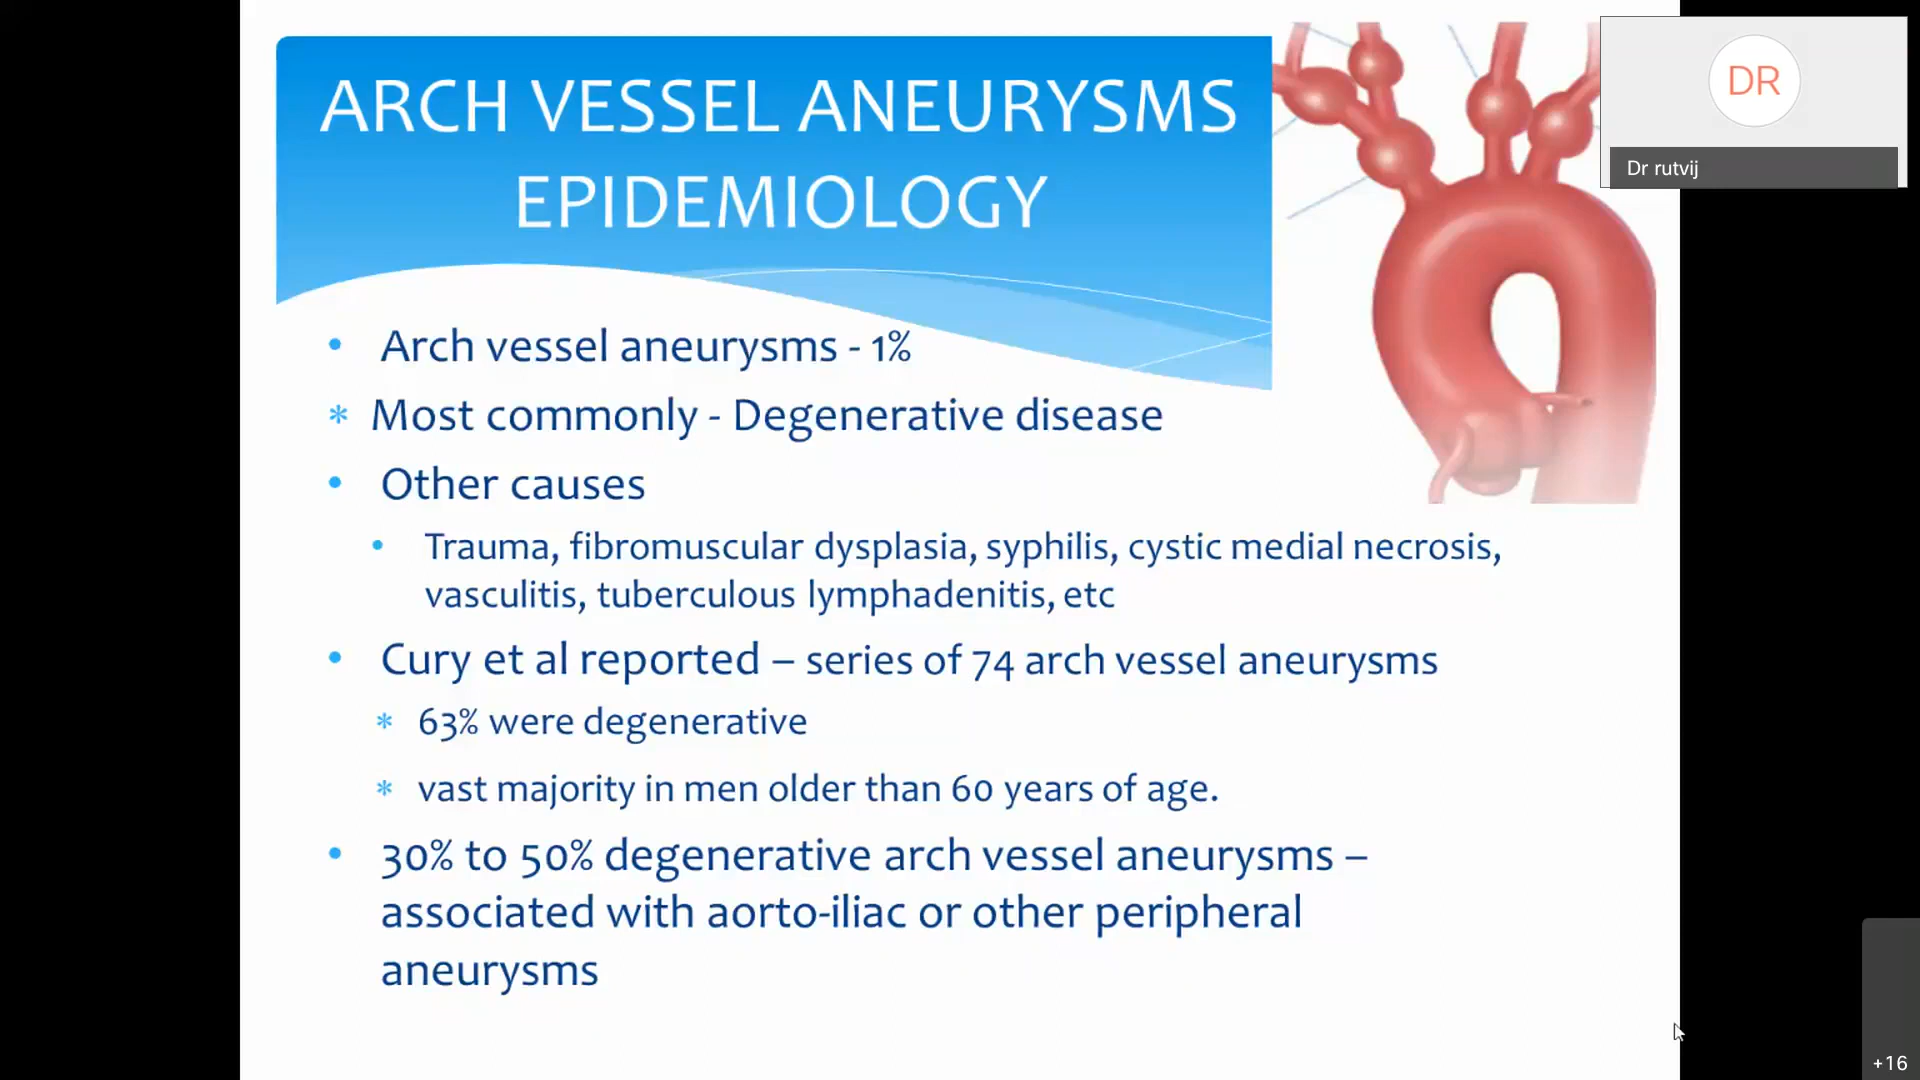 ARCH VESSEL ANEURYSMS
EPIDEMIOLOGY
DR
Dr rutvij
• Arch vessel aneurysms - 1%
* Most commonly - Degenerative disease
• Other causes
• Trauma, fibromuscular dysplasia, syphilis, cystic medial necrosis,
vasculitis, tuberculous lymphadenitis, etc
• Cury et al reported – series of 74 arch vessel aneurysms
* 63% were degenerative
* vast majority in men older than 60 years of age.
• 30% to 50% degenerative arch vessel aneurysms –
associated with aorto-iliac or other peripheral
aneurysms
+16